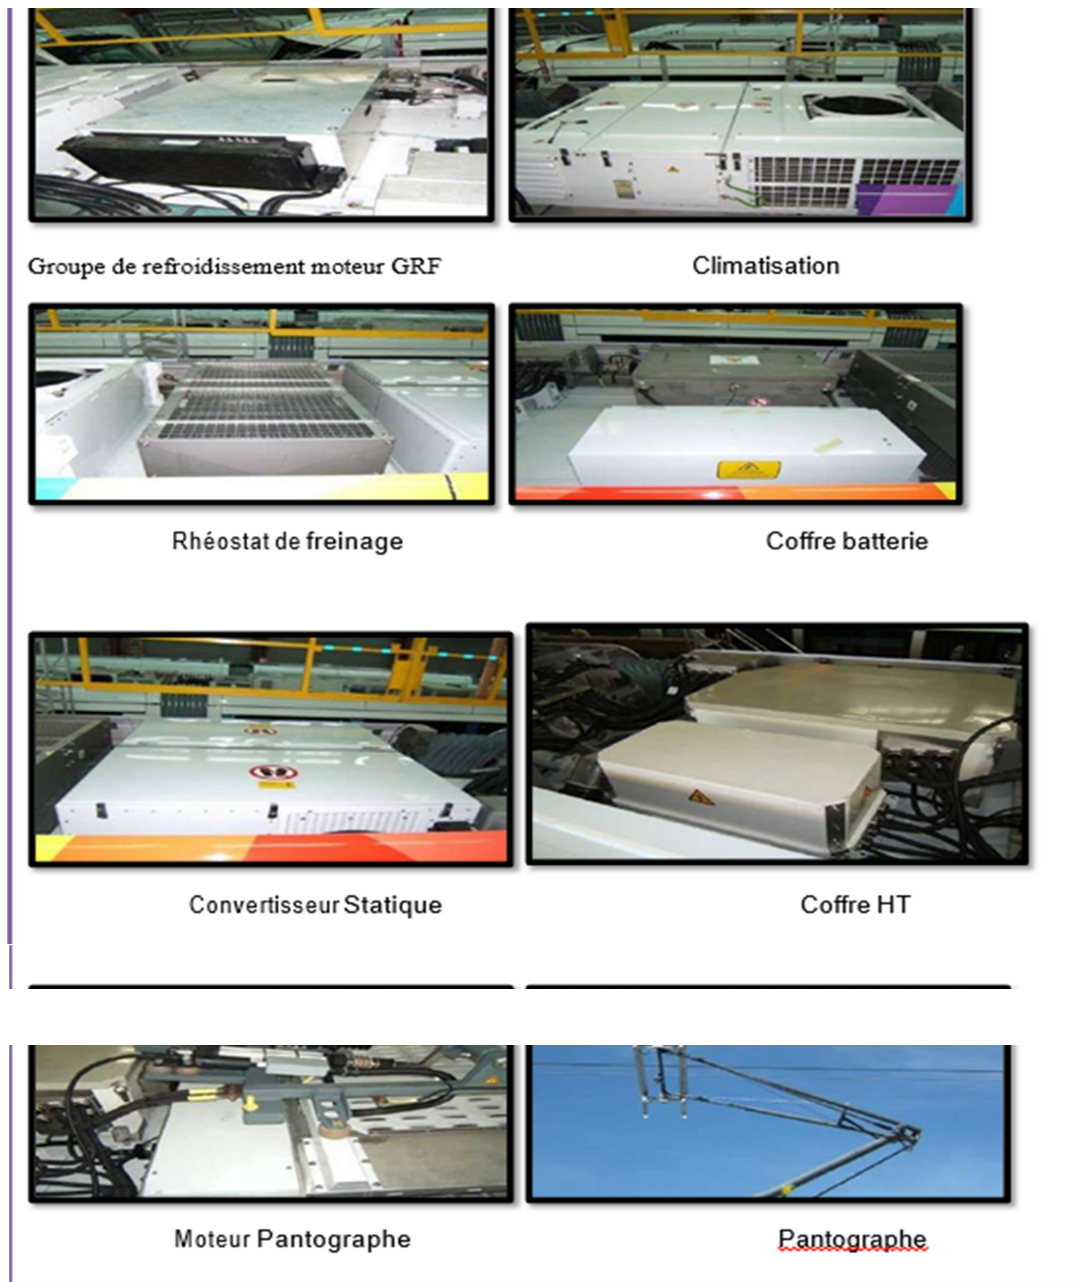 Groupe de refroidissement moteur GRF
Climatisation
Rhéostat de freinage
Coffre batterie
Convertisseur Statique
Coffre HT
Moteur Pantographe
Pantographe